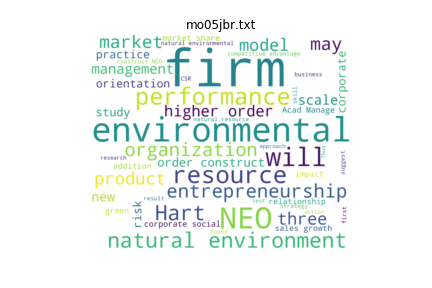 mo05jbr.txt
market share
market
natural environmental
model
competitive advantage
may
practice
construct NEO
firm
management
CSR
business
corporate
orientation
performance
will
scale
study
higher order
Acad Manage
natural resource
environmental
organization
will
approach
research
order construct
addition
suggest
product
resource
impact
entrepreneurship
new
result
test
relationship
green
Hart
NEO
three
strategy
action
first
risk
corporate social
sales growth
found
natural environment